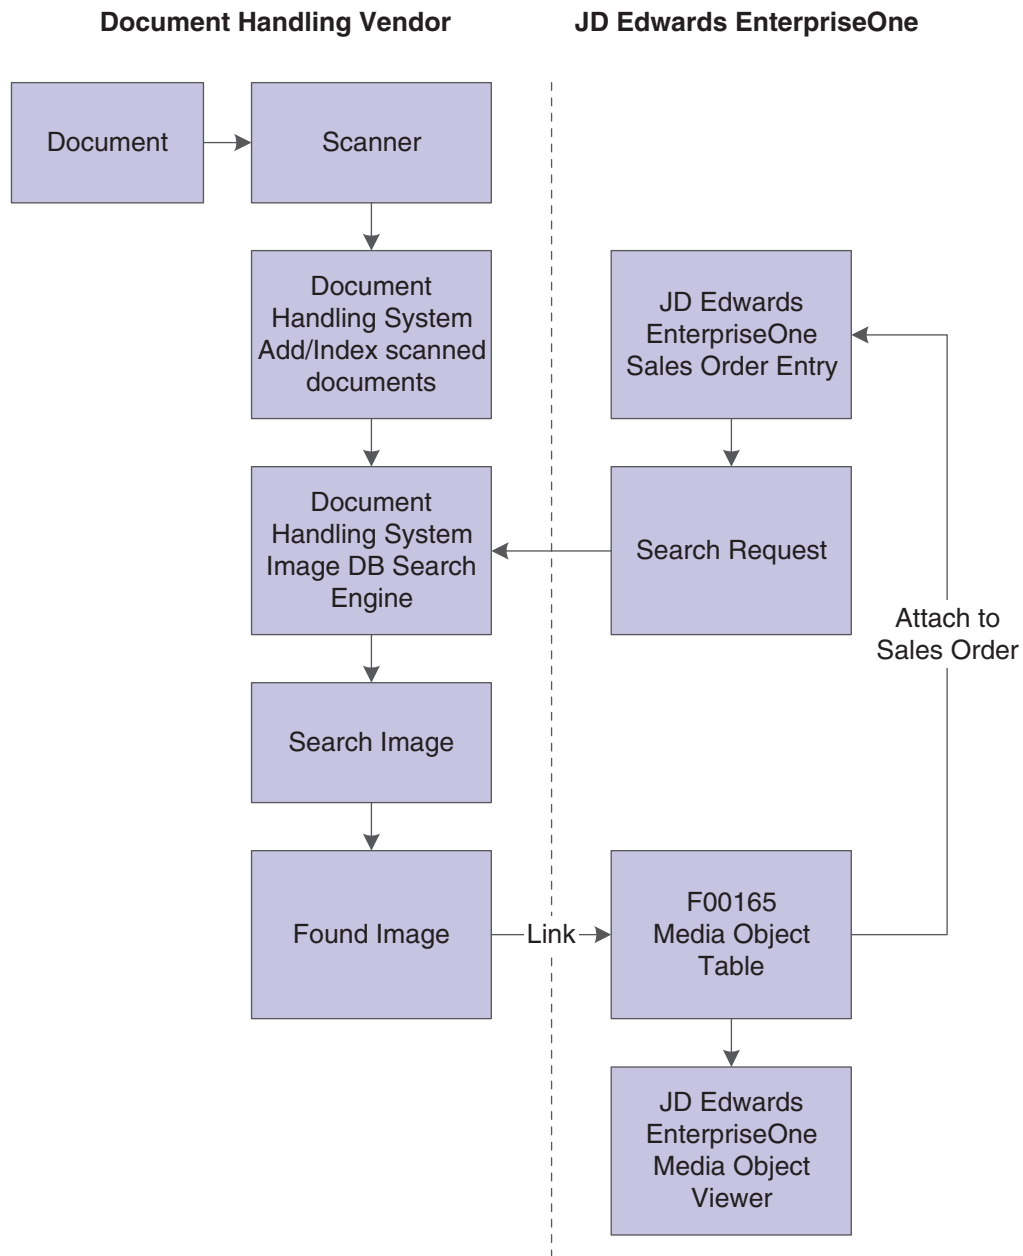 Document Handling Vendor
JD Edwards EnterpriseOne
Document
Scanner
Document
Handling System
Add/Index scanned
documents
JD Edwards
EnterpriseOne
Sales Order Entry
Document
Handling System
Image DB Search
Engine
Search Request
Attach to
Sales Order
Search Image
Found Image
Link
F00165
Media Object
Table
JD Edwards
EnterpriseOne
Media Object
Viewer